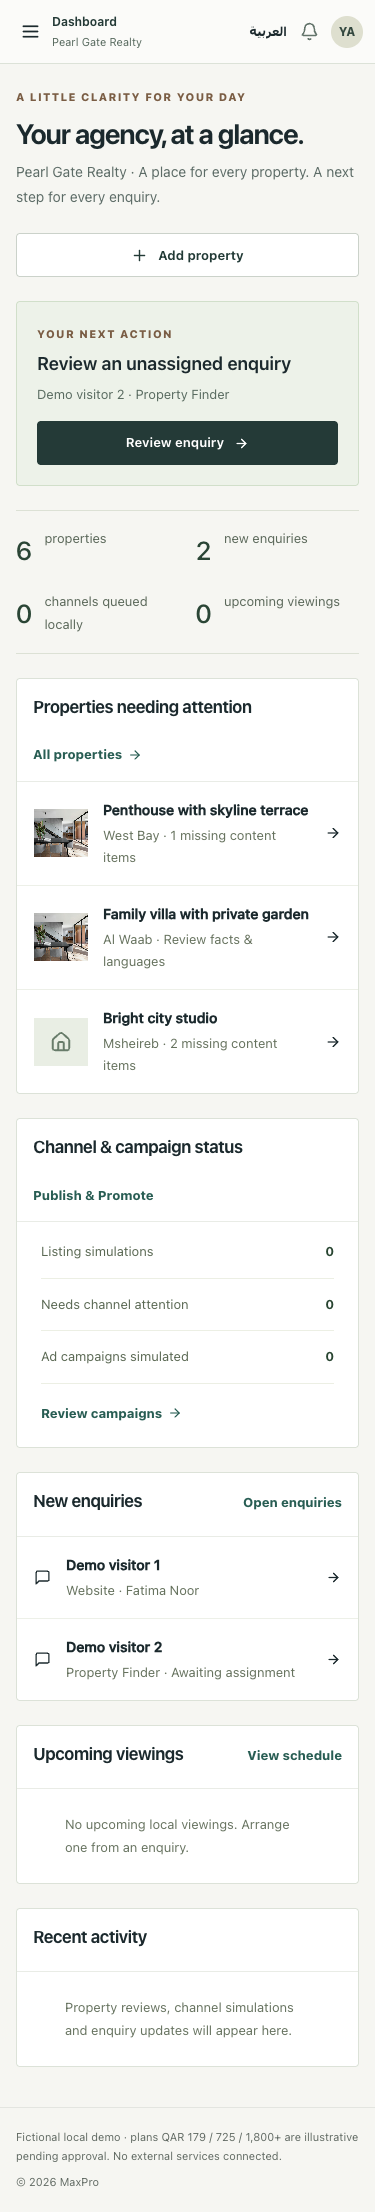 Dashboard
Pearl Gate Realty
العربية
YA
A LITTLE CLARITY FOR YOUR DAY
Your agency, at a glance.
Pearl Gate Realty · A place for every property. A next
step for every enquiry.
Add property
YOUR NEXT ACTION
Review an unassigned enquiry
Demo visitor 2 · Property Finder
Review enquiry →
6 properties
2 new enquiries
0 channels queued
locally
0 upcoming viewings
Properties needing attention
All properties →
Penthouse with skyline terrace
West Bay · 1 missing content
items
Family villa with private garden
Al Waab · Review facts &
languages
Bright city studio
Msheireb · 2 missing content
items
Channel & campaign status
Publish & Promote
Listing simulations 0
Needs channel attention 0
Ad campaigns simulated 0
Review campaigns →
New enquiries
Open enquiries
Demo visitor 1
Website · Fatima Noor
Demo visitor 2
Property Finder · Awaiting assignment
Upcoming viewings
View schedule
No upcoming local viewings. Arrange
one from an enquiry.
Recent activity
Property reviews, channel simulations
and enquiry updates will appear here.
Fictional local demo · plans QAR 179 / 725 / 1,800+ are illustrative
pending approval. No external services connected.
© 2026 MaxPro